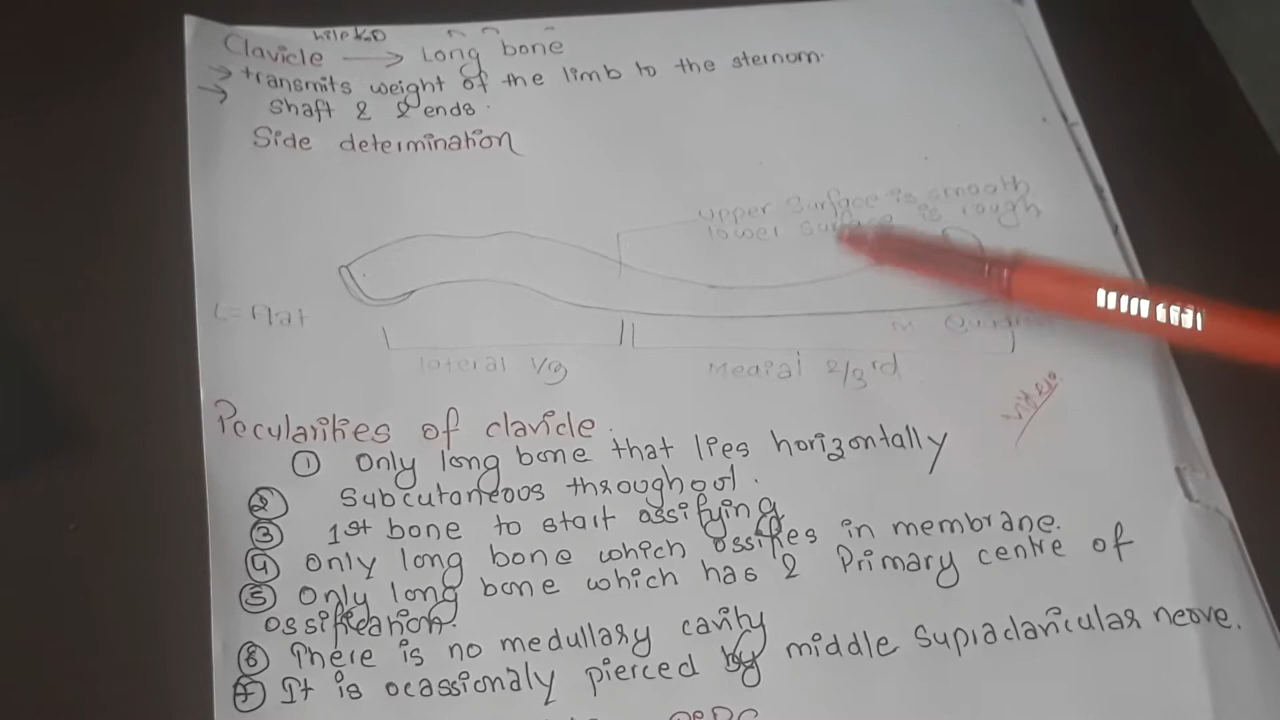 Clavicle → Long bone
→ transmits weight of the limb to the sternom.
→ Shaft & 2 ends.
Side determination
upper surface is smooth
lower surface is rough
L = flat
lateral 1/3
Medial 2/3rd
Pecularities of clavicle.
① Only long bone that lies horizontally
② Subcutaneous throughout.
③ 1st bone to start ossifying
④ Only long bone which ossifies in membrane.
⑤ Only long bone which has 2 Primary centre of
ossification.
⑥ There is no medullary cavity
⑦ It is ocassionaly pierced by middle supraclavicular nerve.